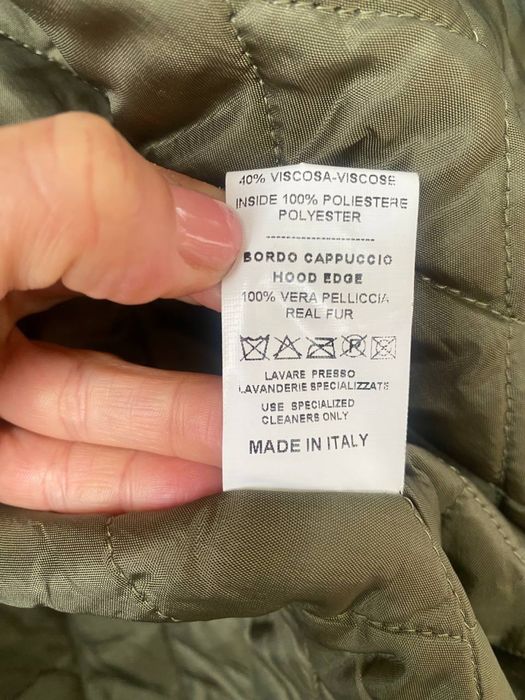 40% VISCOSA-VISCOSE
INSIDE 100% POLIESTERE
POLYESTER
BORDO CAPPUCCIO
HOOD EDGE
100% VERA PELLICCIA
REAL FUR
LAVARE PRESSO
LAVANDERIE SPECIALIZZATE
USE SPECIALIZED
CLEANERS ONLY
MADE IN ITALY